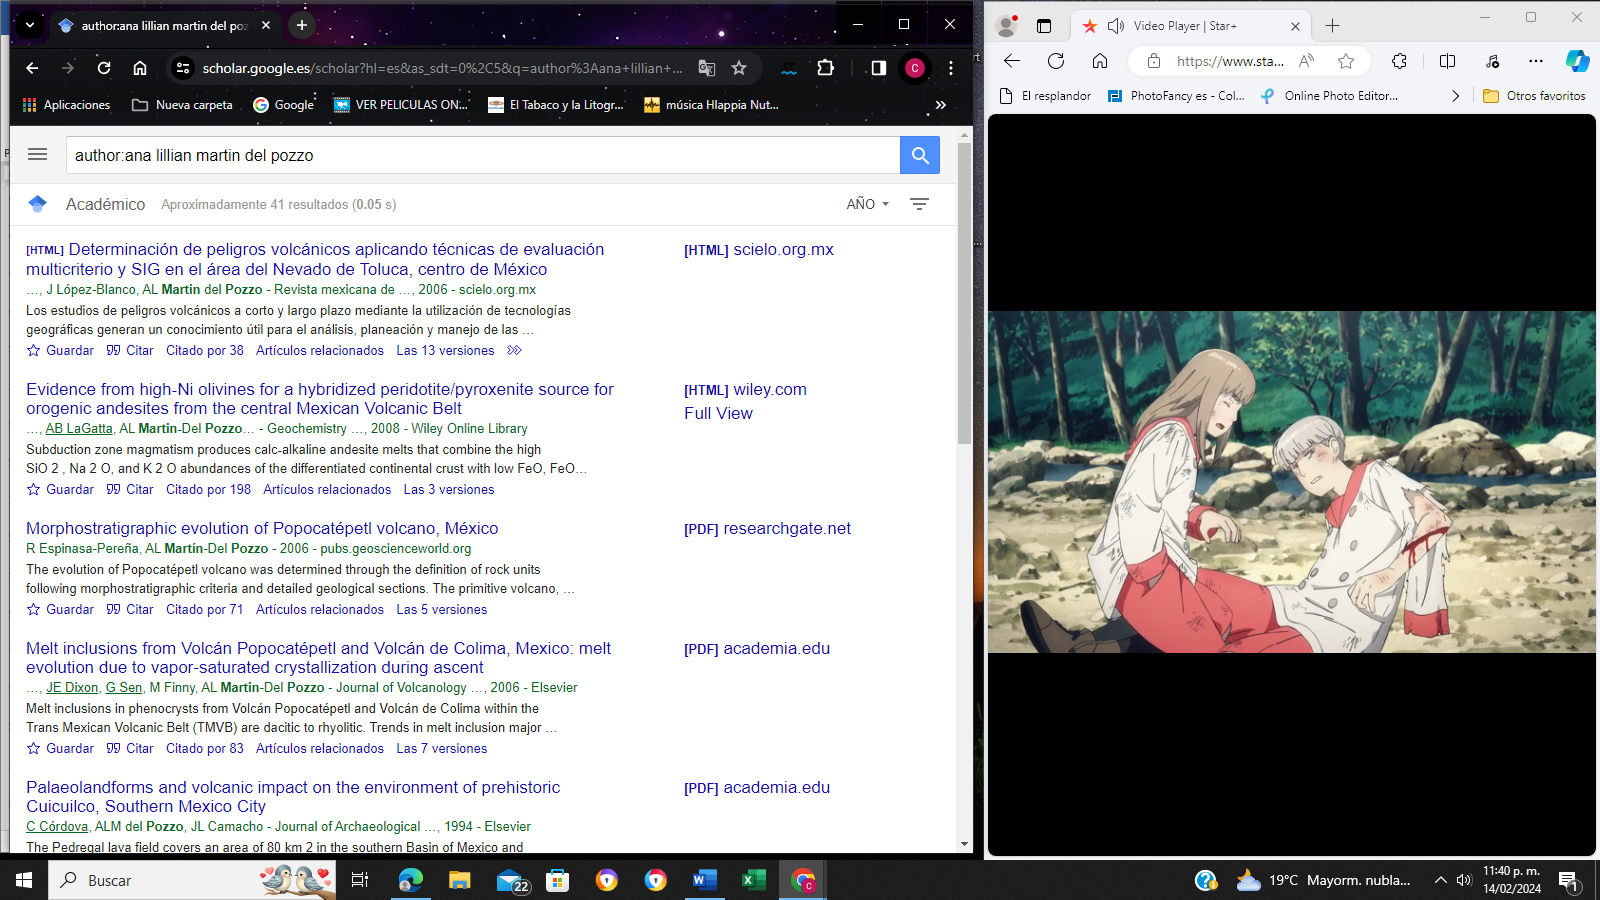 author:ana lillian martin del poz
scholar.google.es/scholar?hl=es&as_sdt=0%2C5&q=author%3Aana+lillian+...
Aplicaciones
Nueva carpeta
Google
VER PELICULAS ON...
El Tabaco y la Litogr...
música Hlappia Nut...
author:ana lillian martin del pozzo
Académico
Aproximadamente 41 resultados (0.05 s)
AÑO
[HTML] Determinación de peligros volcánicos aplicando técnicas de evaluación
multicriterio y SIG en el área del Nevado de Toluca, centro de México
..., J López-Blanco, AL Martin del Pozzo - Revista mexicana de ..., 2006 - scielo.org.mx
Los estudios de peligros volcánicos a corto y largo plazo mediante la utilización de tecnologías
geográficas generan un conocimiento útil para el análisis, planeación y manejo de las ...
Guardar Citar Citado por 38 Artículos relacionados Las 13 versiones
[HTML] scielo.org.mx
Evidence from high-Ni olivines for a hybridized peridotite/pyroxenite source for
orogenic andesites from the central Mexican Volcanic Belt
..., AB LaGatta, AL Martin-Del Pozzo... - Geochemistry ..., 2008 - Wiley Online Library
Subduction zone magmatism produces calc‐alkaline andesite melts that combine the high
SiO 2 , Na 2 O, and K 2 O abundances of the differentiated continental crust with low FeO, FeO...
Guardar Citar Citado por 198 Artículos relacionados Las 3 versiones
[HTML] wiley.com
Full View
Morphostratigraphic evolution of Popocatépetl volcano, México
R Espinasa-Pereña, AL Martín-Del Pozzo - 2006 - pubs.geoscienceworld.org
The evolution of Popocatépetl volcano was determined through the definition of rock units
following morphostratigraphic criteria and detailed geological sections. The primitive volcano, ...
Guardar Citar Citado por 71 Artículos relacionados Las 5 versiones
[PDF] researchgate.net
Melt inclusions from Volcán Popocatépetl and Volcán de Colima, Mexico: melt
evolution due to vapor-saturated crystallization during ascent
..., JE Dixon, G Sen, M Finny, AL Martin-Del Pozzo - Journal of Volcanology ..., 2006 - Elsevier
Melt inclusions in phenocrysts from Volcán Popocatépetl and Volcán de Colima within the
Trans Mexican Volcanic Belt (TMVB) are dacitic to rhyolitic. Trends in melt inclusion major ...
Guardar Citar Citado por 83 Artículos relacionados Las 7 versiones
[PDF] academia.edu
Palaeolandforms and volcanic impact on the environment of prehistoric
Cuicuilco, Southern Mexico City
C Córdova, ALM del Pozzo, JL Camacho - Journal of Archaeological ..., 1994 - Elsevier
The Pedregal lava field covers an area of 80 km 2 in the southern Basin of Mexico and
[PDF] academia.edu
Video Player | Star+
https://www.sta...
El resplandor
PhotoFancy es - Col...
Online Photo Editor...
Otros favoritos
Buscar
22
19°C Mayorm. nubla...
11:40 p. m.
14/02/2024
1